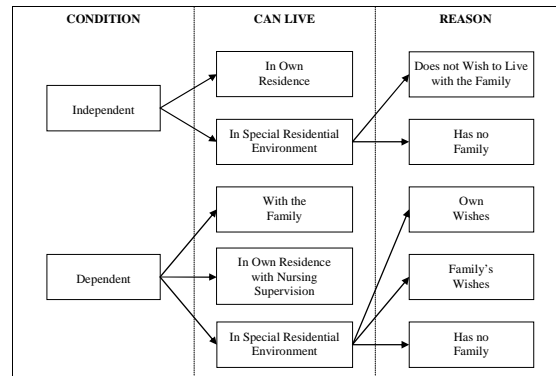 CONDITION
CAN LIVE
REASON
Independent
In Own
Residence
In Special Residential
Environment
Does not Wish to Live
with the Family
Has no
Family
Dependent
With the
Family
In Own Residence
with Nursing
Supervision
In Special Residential
Environment
Own
Wishes
Family's
Wishes
Has no
Family